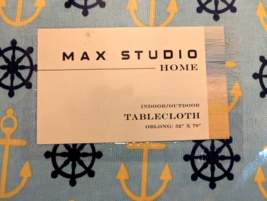 MAX STUDIO
HOME
INDOOR/OUTDOOR
TABLECLOTH
OBLONG: 52" X 70"